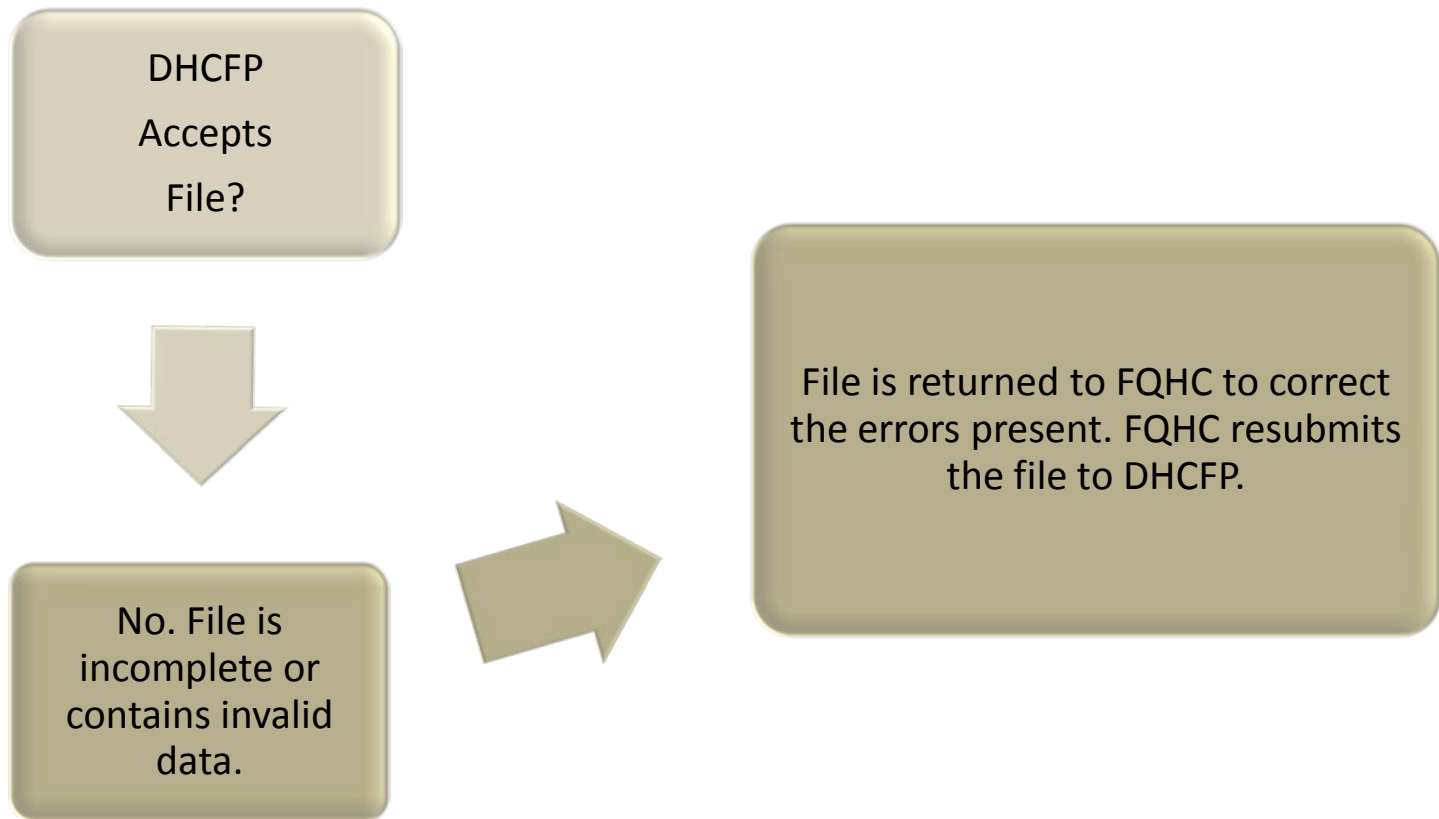 DHCFP
Accepts
File?
No. File is
incomplete or
contains invalid
data.
File is returned to FQHC to correct
the errors present. FQHC resubmits
the file to DHCFP.